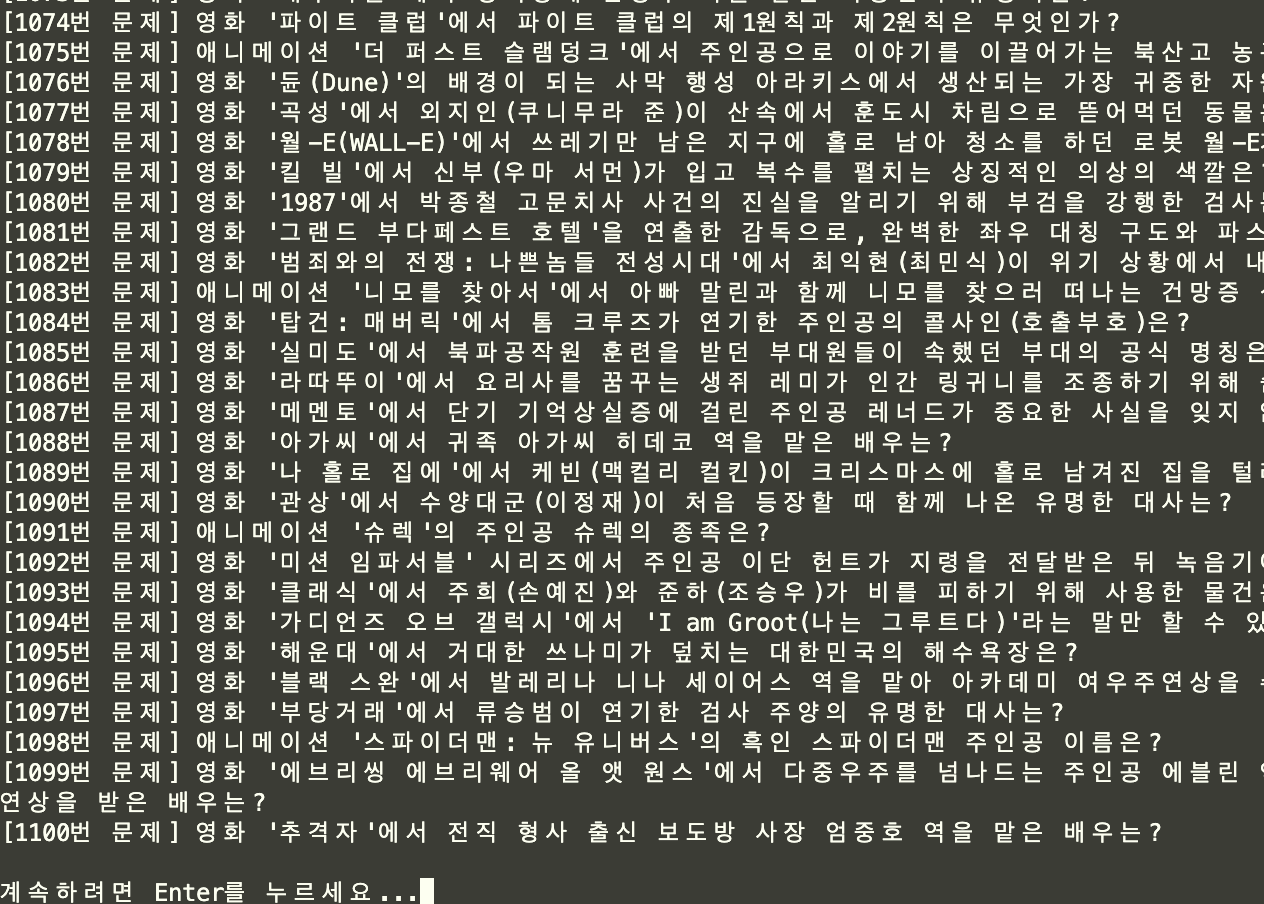 [1074번 문제] 영화 '파이트 클럽'에서 파이트 클럽의 제1원칙과 제2원칙은 무엇인가?
[1075번 문제] 애니메이션 '더 퍼스트 슬램덩크'에서 주인공으로 이야기를 이끌어가는 북산고
[1076번 문제] 영화 '듄(Dune)'의 배경이 되는 사막 행성 아라키스에서 생산되는 가장 귀중한
[1077번 문제] 영화 '곡성'에서 외지인(쿠니무라 준)이 산속에서 훈도시 차림으로 뜯어먹던
[1078번 문제] 영화 '월-E(WALL-E)'에서 쓰레기만 남은 지구에 홀로 남아 청소를 하던 로봇 월-E
[1079번 문제] 영화 '킬 빌'에서 신부(우마 서먼)가 입고 복수를 펼치는 상징적인 의상의 색깔은
[1080번 문제] 영화 '1987'에서 박종철 고문치사 사건의 진실을 알리기 위해 부검을 강행한
[1081번 문제] 영화 '그랜드 부다페스트 호텔'을 연출한 감독으로, 완벽한 좌우 대칭 구도와
[1082번 문제] 영화 '범죄와의 전쟁: 나쁜놈들 전성시대'에서 최익현(최민식)이 위기 상황에서
[1083번 문제] 애니메이션 '니모를 찾아서'에서 아빠 말린과 함께 니모를 찾으러 떠나는 건망증
[1084번 문제] 영화 '탑건: 매버릭'에서 톰 크루즈가 연기한 주인공의 콜사인(호출부호)은?
[1085번 문제] 영화 '실미도'에서 북파공작원 훈련을 받던 부대원들이 속했던 부대의 공식 명칭은
[1086번 문제] 영화 '라따뚜이'에서 요리사를 꿈꾸는 생쥐 레미가 인간 링귀니를 조종하기 위해
[1087번 문제] 영화 '메멘토'에서 단기 기억상실증에 걸린 주인공 레너드가 중요한 사실을 잊지
[1088번 문제] 영화 '아가씨'에서 귀족 아가씨 히데코 역을 맡은 배우는?
[1089번 문제] 영화 '나 홀로 집에'에서 케빈(맥컬리 컬킨)이 크리스마스에 홀로 남겨진 집을
[1090번 문제] 영화 '관상'에서 수양대군(이정재)이 처음 등장할 때 함께 나온 유명한 대사는?
[1091번 문제] 애니메이션 '슈렉'의 주인공 슈렉의 종족은?
[1092번 문제] 영화 '미션 임파서블' 시리즈에서 주인공 이단 헌트가 지령을 전달받은 뒤
[1093번 문제] 영화 '클래식'에서 주희(손예진)와 준하(조승우)가 비를 피하기 위해 사용한
[1094번 문제] 영화 '가디언즈 오브 갤럭시'에서 'I am Groot(나는 그루트다)'라는 말만 할 수
[1095번 문제] 영화 '해운대'에서 거대한 쓰나미가 덮치는 대한민국의 해수욕장은?
[1096번 문제] 영화 '블랙 스완'에서 발레리나 니나 세이어스 역을 맡아 아카데미 여우주연상을
[1097번 문제] 영화 '부당거래'에서 류승범이 연기한 검사 주양의 유명한 대사는?
[1098번 문제] 애니메이션 '스파이더맨: 뉴 유니버스'의 흑인 스파이더맨 주인공 이름은?
[1099번 문제] 영화 '에브리씽 에브리웨어 올 앳 원스'에서 다중우주를 넘나드는 주인공 에블린
연상을 받은 배우는?
[1100번 문제] 영화 '추격자'에서 전직 형사 출신 보도방 사장 엄중호 역을 맡은 배우는?
계속하려면 Enter를 누르세요...